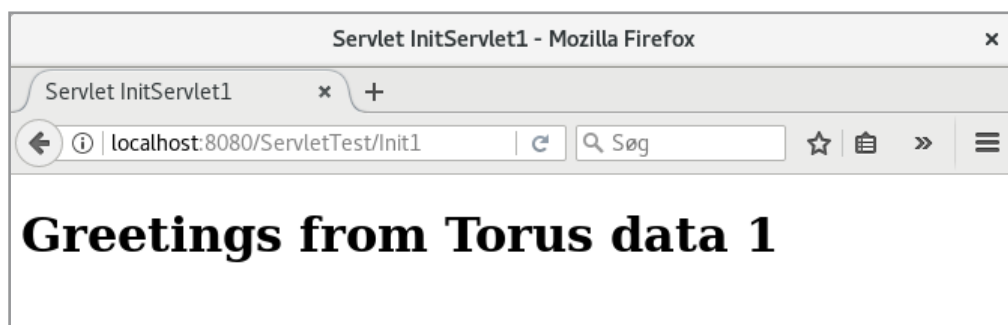 Servlet InitServlet1 - Mozilla Firefox
Servlet InitServlet1
localhost:8080/ServletTest/Init1
Søg
Greetings from Torus data 1